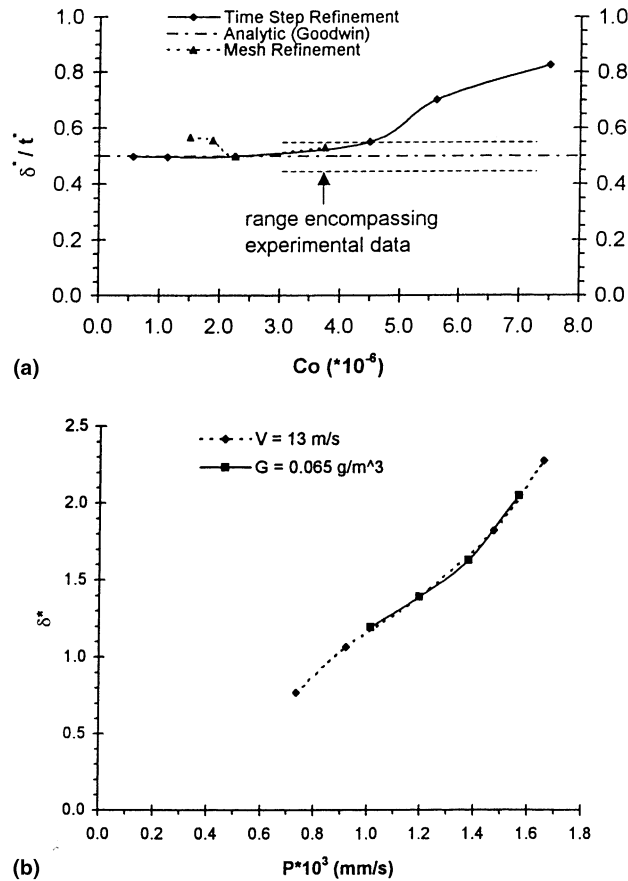 Time Step Refinement
Analytic (Goodwin)
Mesh Refinement
1.0
0.8
0.6
0.4
0.2
0.0
1.0
0.8
0.6
0.4
0.2
0.0
δ* / t*
range encompassing
experimental data
0.0 1.0 2.0 3.0 4.0 5.0 6.0 7.0 8.0
(a)
Co (*10^-6)
V = 13 m/s
G = 0.065 g/m^3
2.5
2.0
1.5
1.0
0.5
0.0
δ*
0.0 0.2 0.4 0.6 0.8 1.0 1.2 1.4 1.6 1.8
(b)
P*10³ (mm/s)